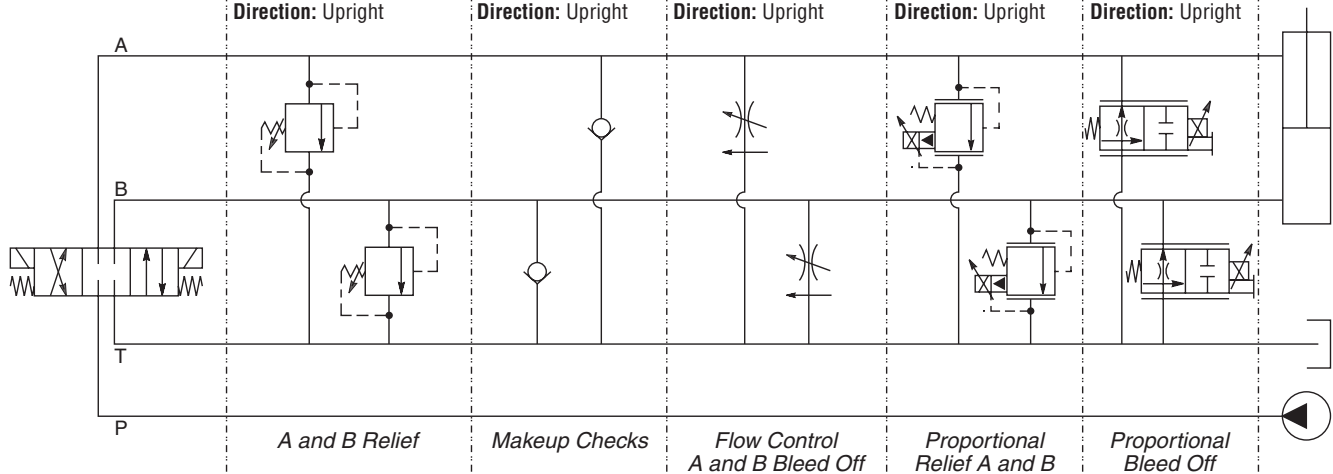 Direction: Upright
Direction: Upright
Direction: Upright
Direction: Upright
Direction: Upright
A
B
T
P
A and B Relief
Makeup Checks
Flow Control
A and B Bleed Off
Proportional
Relief A and B
Proportional
Bleed Off